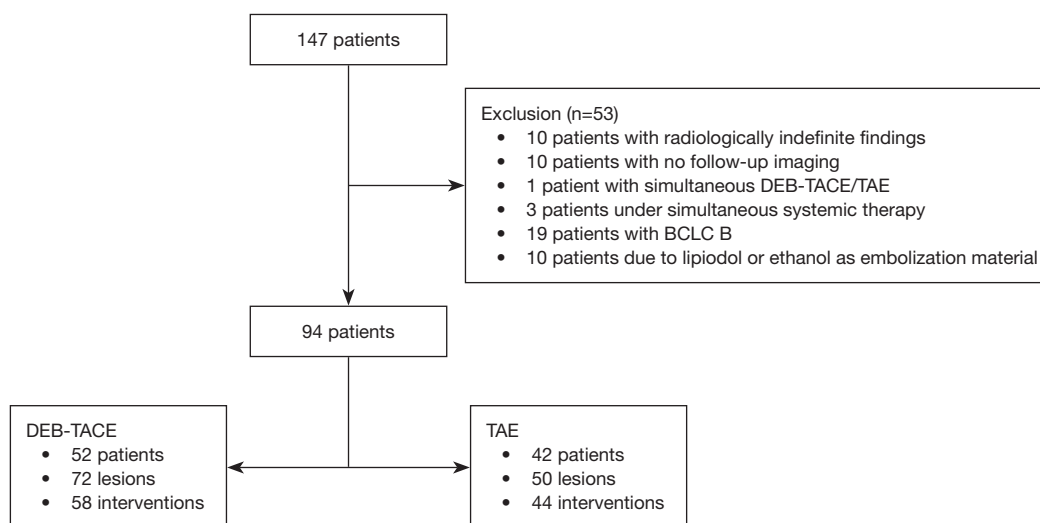 147 patients
Exclusion (n=53)
• 10 patients with radiologically indefinite findings
• 10 patients with no follow-up imaging
• 1 patient with simultaneous DEB-TACE/TAE
• 3 patients under simultaneous systemic therapy
• 19 patients with BCLC B
• 10 patients due to lipiodol or ethanol as embolization material
94 patients
DEB-TACE
• 52 patients
• 72 lesions
• 58 interventions
TAE
• 42 patients
• 50 lesions
• 44 interventions